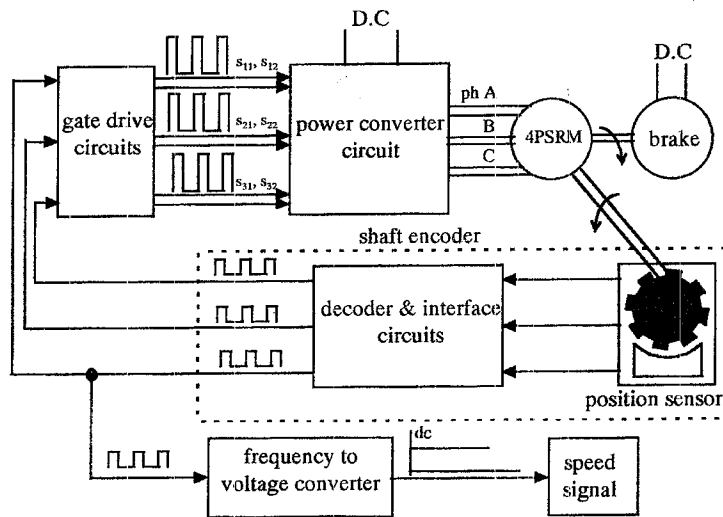 D.C
D.C
s11, s12
gate drive
circuits
s21, s22
s31, s32
power converter
circuit
ph A
B
C
4PSRM
brake
shaft encoder
decoder & interface
circuits
position sensor
frequency to
voltage converter
dc
speed
signal